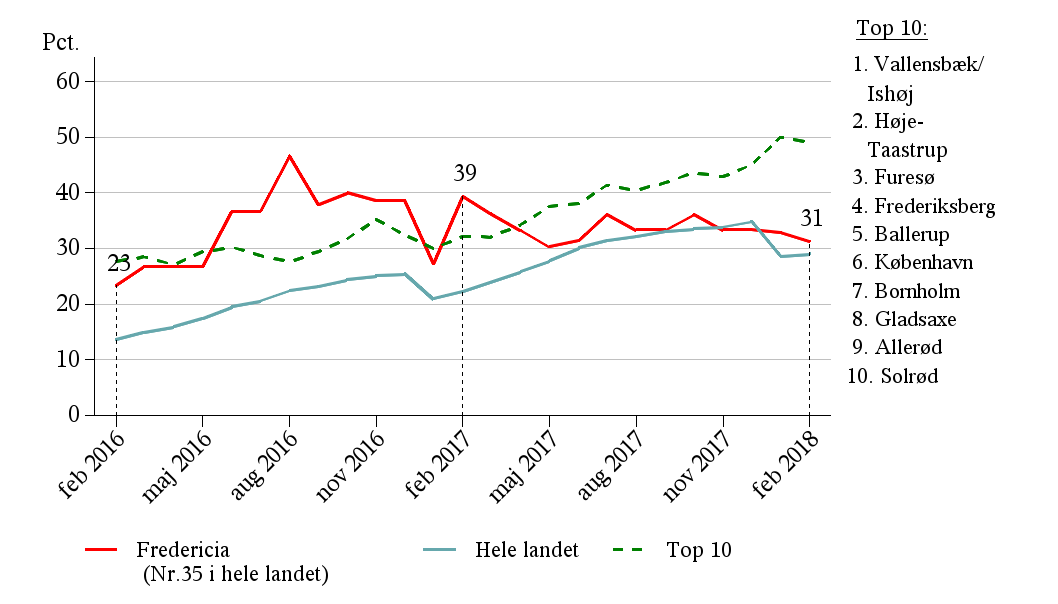 Pct.
60
50
40
30
20
10
0
23
39
31
feb 2016
maj 2016
aug 2016
nov 2016
feb 2017
maj 2017
aug 2017
nov 2017
feb 2018
Fredericia
(Nr.35 i hele landet)
Hele landet
Top 10
Top 10:
1. Vallensbæk/
Ishøj
2. Høje-
Taastrup
3. Furesø
4. Frederiksberg
5. Ballerup
6. København
7. Bornholm
8. Gladsaxe
9. Allerød
10. Solrød